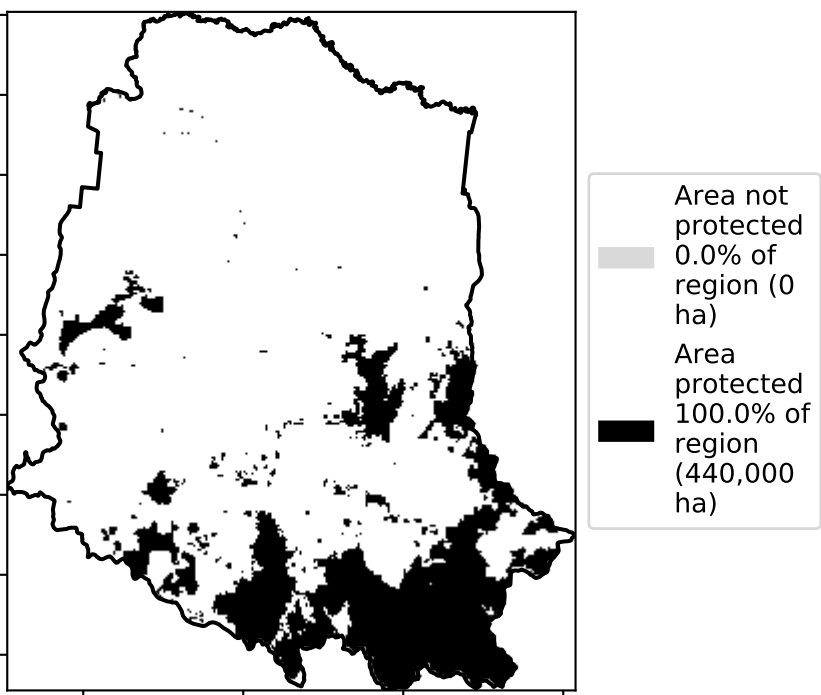 Area not
protected
0.0% of
region (0
ha)
Area
protected
100.0% of
region
(440,000
ha)